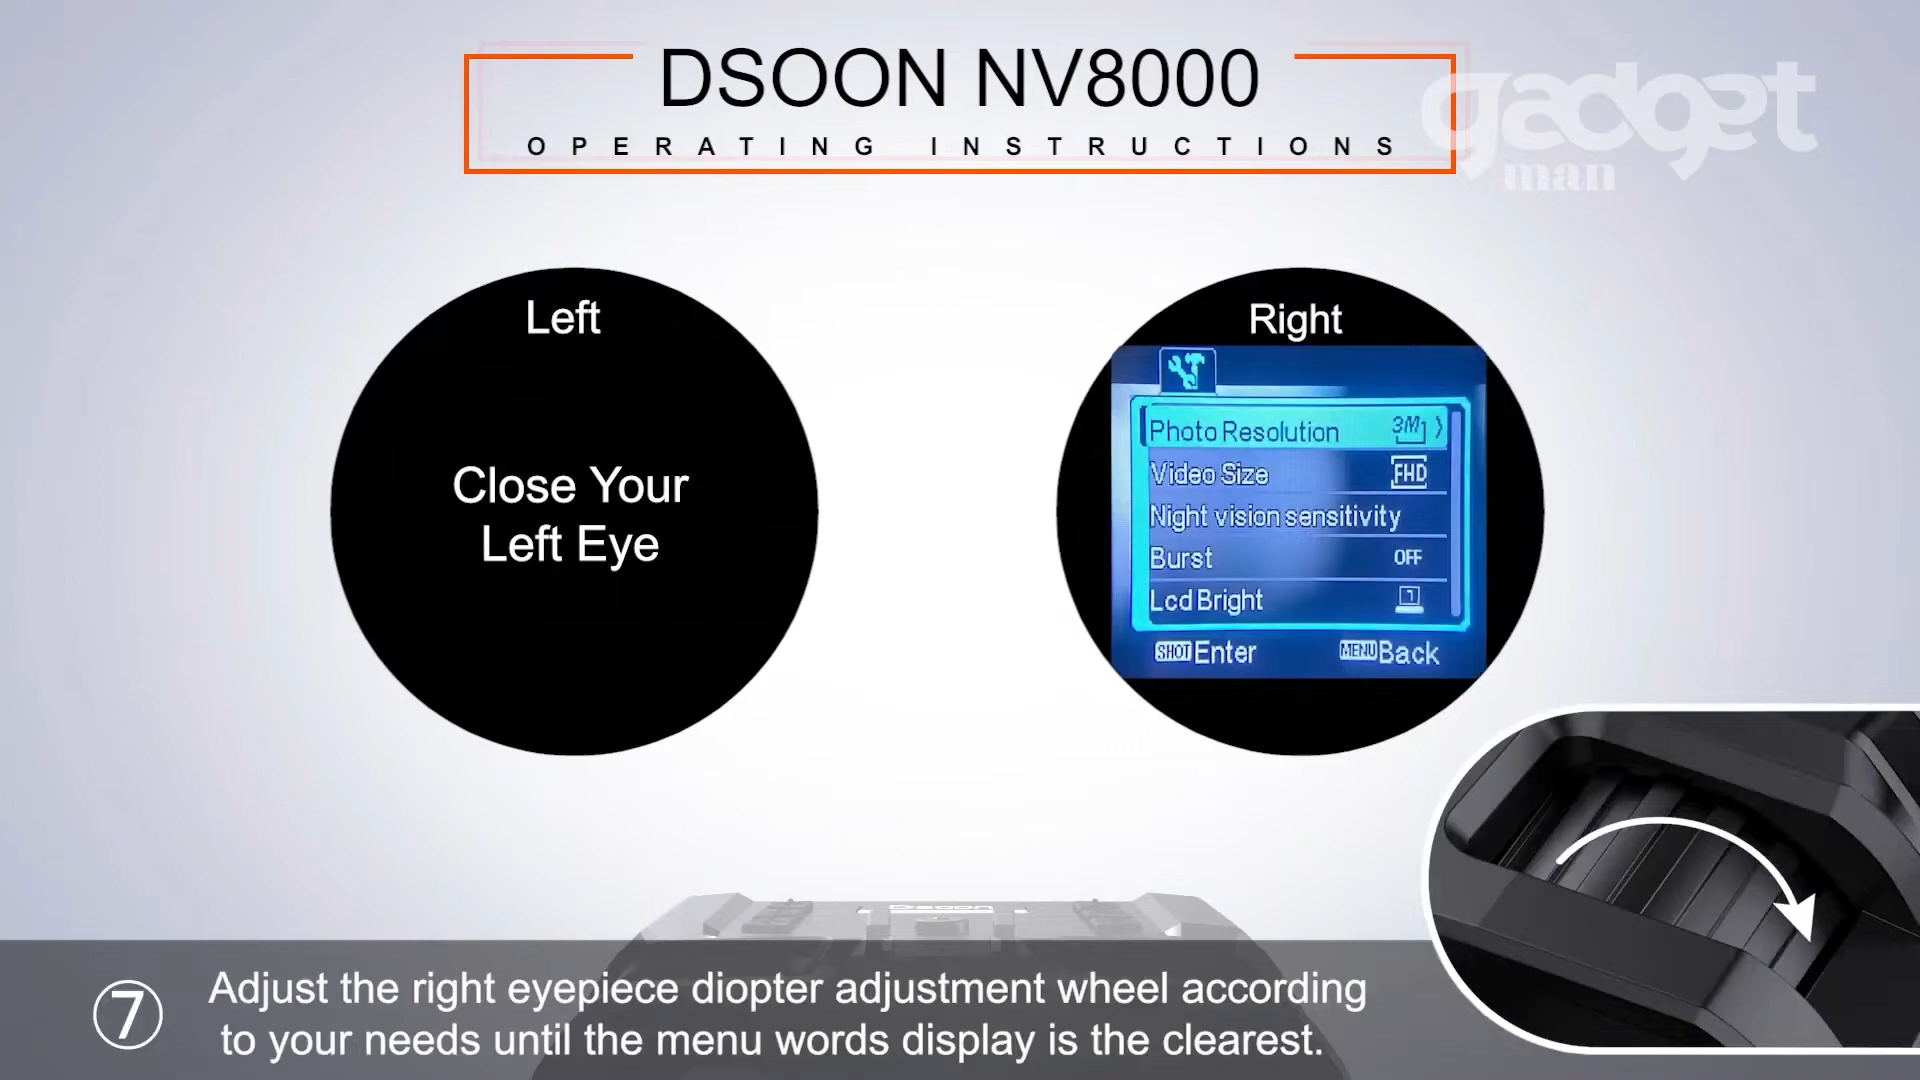 DSOON NV8000
OPERATING INSTRUCTIONS
gadget
man
Left
Close Your
Left Eye
Right
Photo Resolution 3M
Video Size FHD
Night vision sensitivity
Burst OFF
Lcd Bright 1
SHOT Enter MENU Back
Dsoon
7 Adjust the right eyepiece diopter adjustment wheel according
to your needs until the menu words display is the clearest.